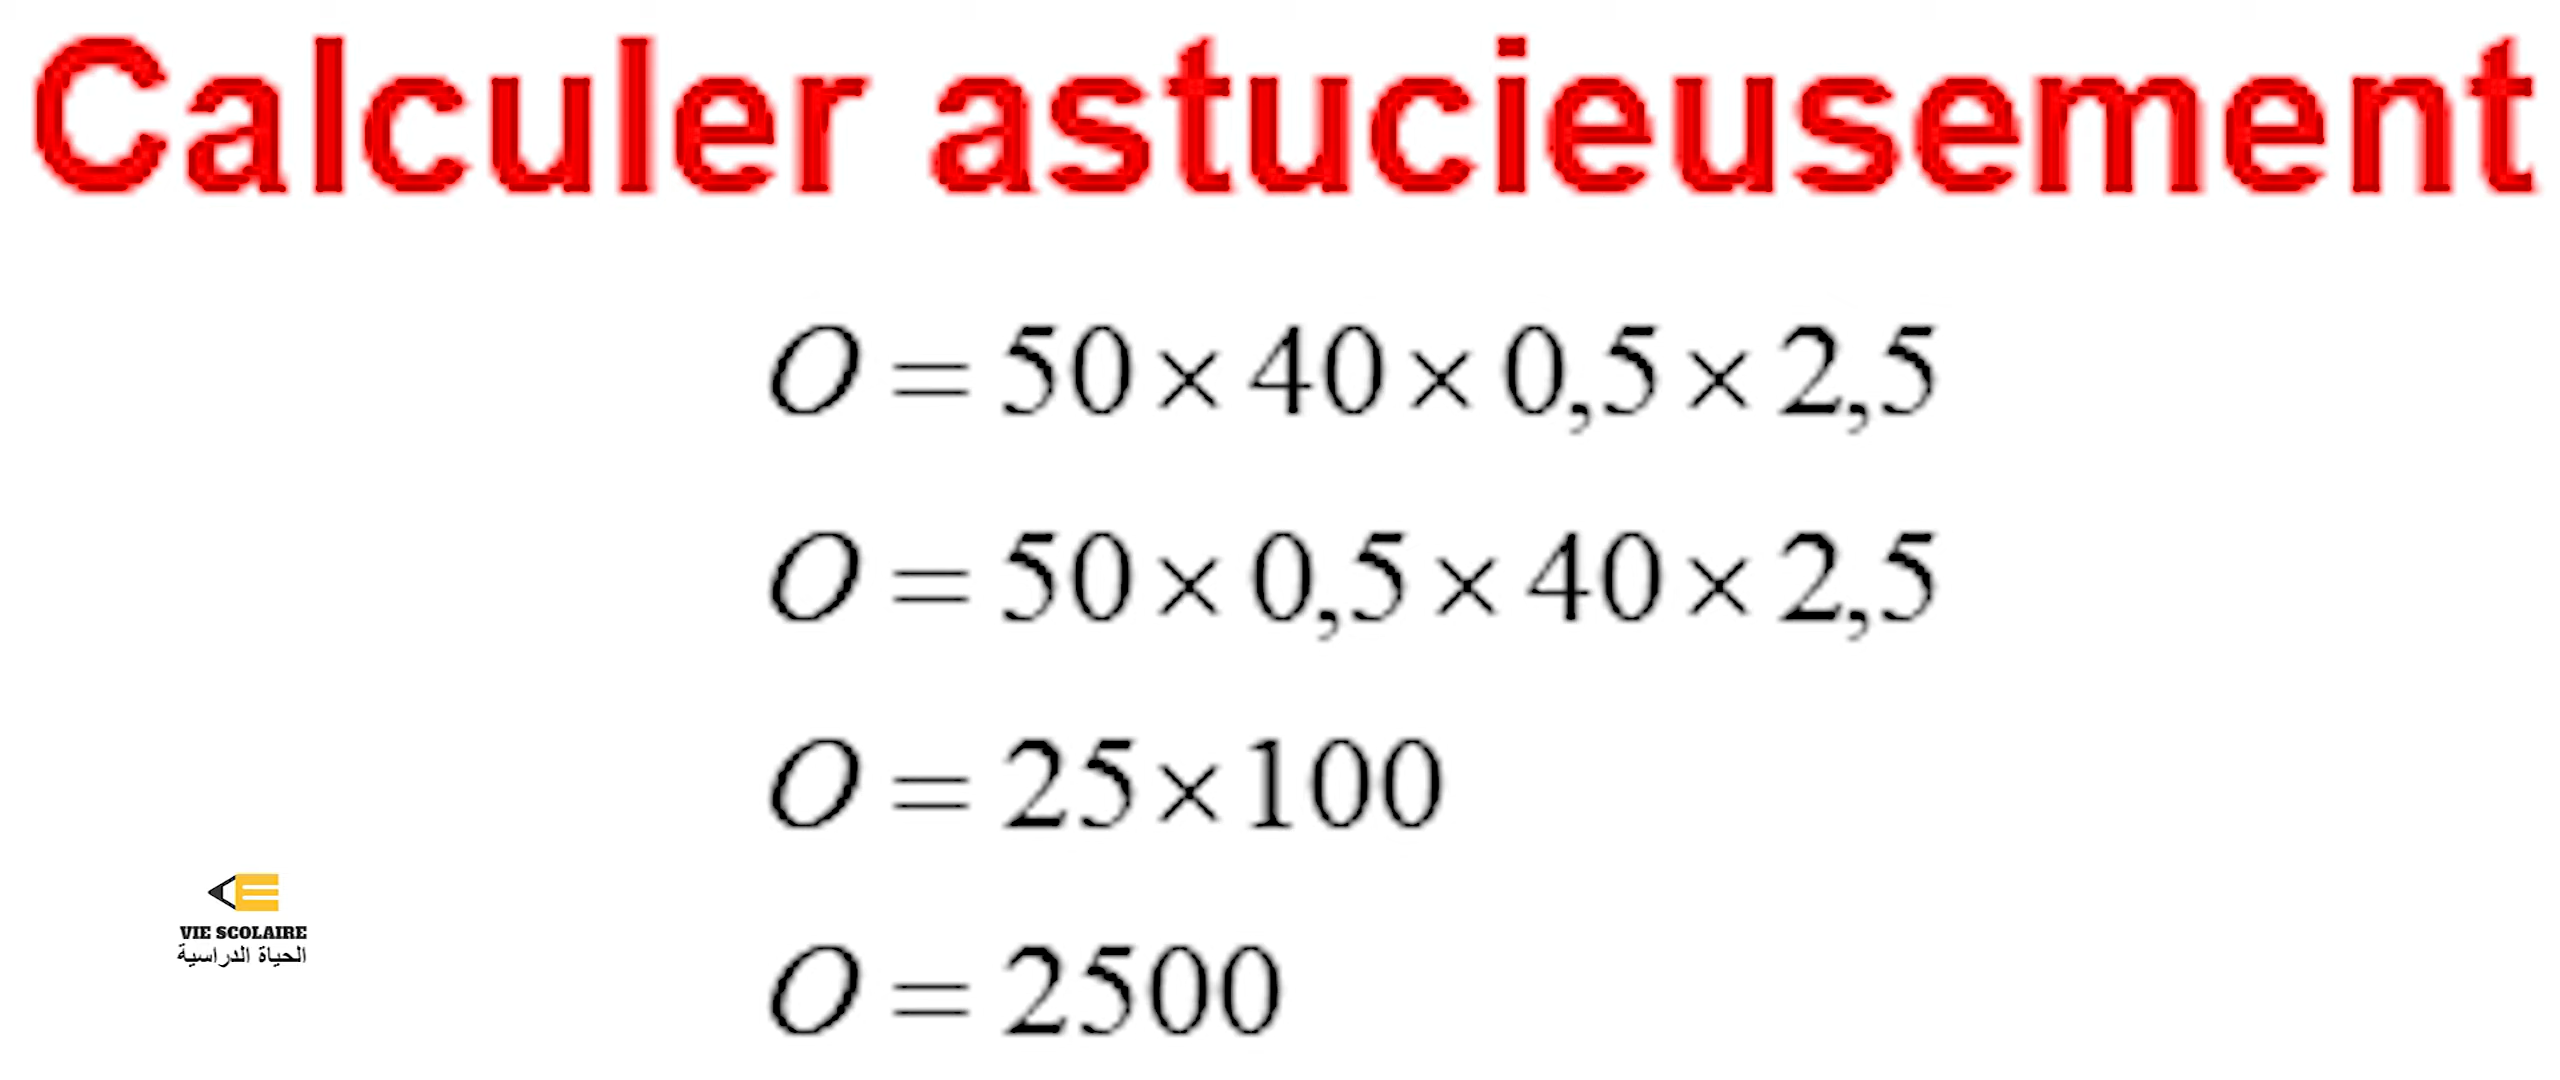 Calculer astucieusement
O = 50 × 40 × 0,5 × 2,5
O = 50 × 0,5 × 40 × 2,5
O = 25 × 100
O = 2500
VIE SCOLAIRE
الحياة الدراسية